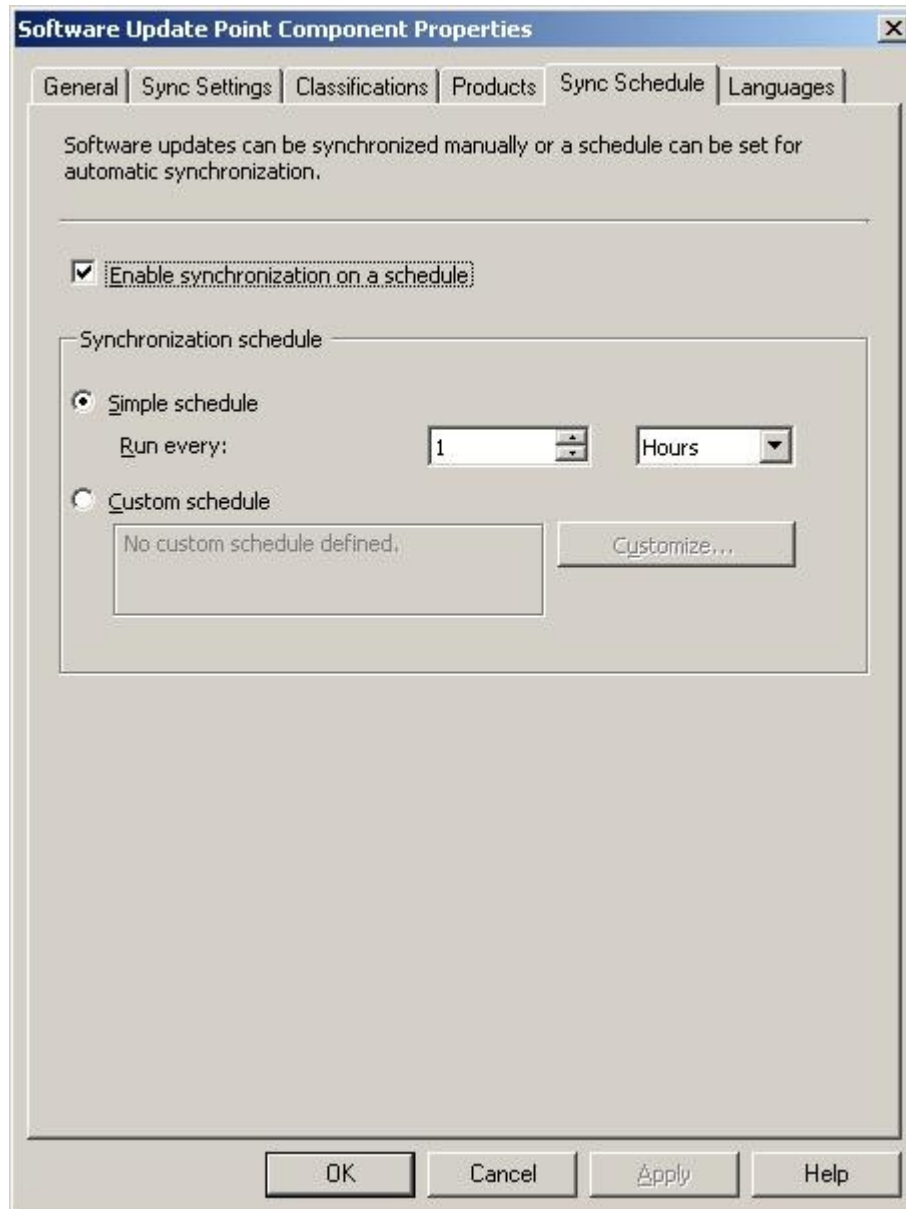 Software Update Point Component Properties
General Sync Settings Classifications Products Sync Schedule Languages
Software updates can be synchronized manually or a schedule can be set for
automatic synchronization.
Enable synchronization on a schedule
Synchronization schedule
Simple schedule
Run every: 1 Hours
Custom schedule
No custom schedule defined. Customize...
OK Cancel Apply Help